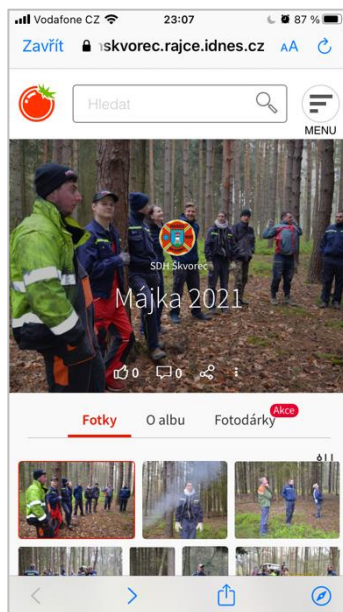 Vodafone CZ 23:07 87 %
Zavřít skvorec.rajce.idnes.cz AA
Hledat
MENU
SDH Škvorec
Májka 2021
0 0
Fotky O albu Fotodárky Akce